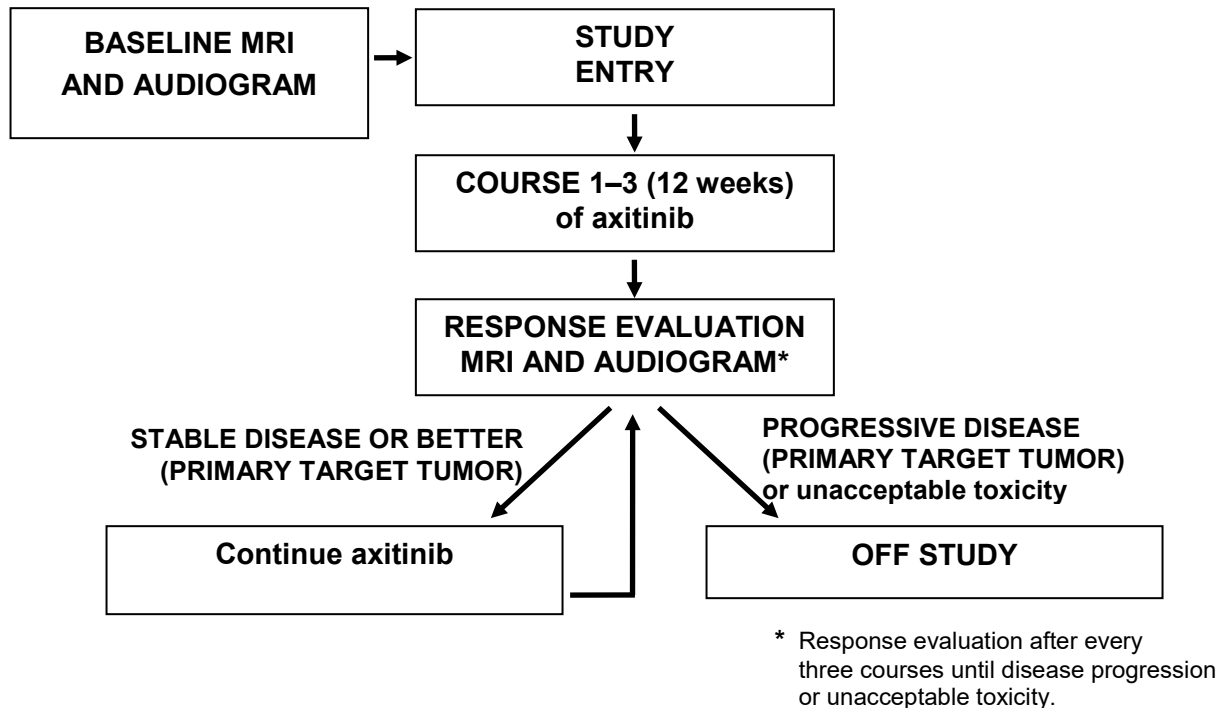 BASELINE MRI
AND AUDIOGRAM
STUDY
ENTRY
COURSE 1–3 (12 weeks)
of axitinib
RESPONSE EVALUATION
MRI AND AUDIOGRAM*
STABLE DISEASE OR BETTER
(PRIMARY TARGET TUMOR)
PROGRESSIVE DISEASE
(PRIMARY TARGET TUMOR)
or unacceptable toxicity
Continue axitinib
OFF STUDY
* Response evaluation after every
three courses until disease progression
or unacceptable toxicity.